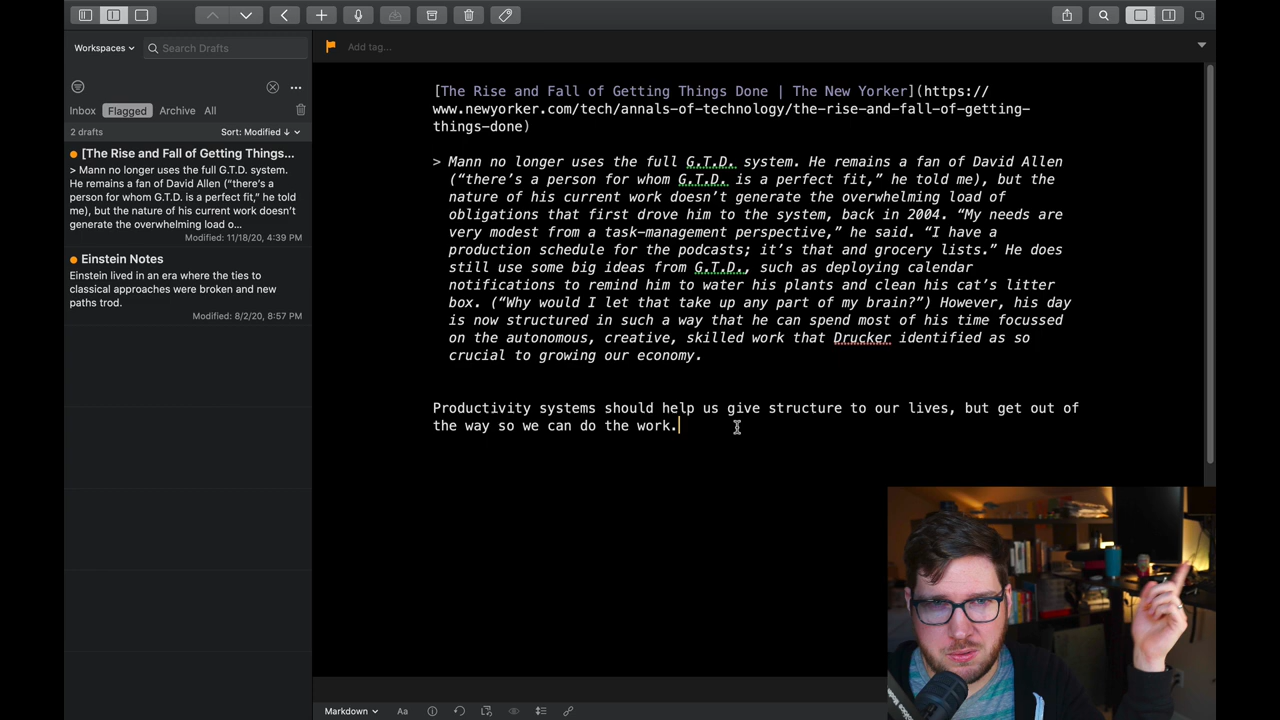 Workspaces
Search Drafts
Inbox Flagged Archive All
2 drafts
Sort: Modified
[The Rise and Fall of Getting Things...
> Mann no longer uses the full G.T.D. system.
He remains a fan of David Allen (“there's a
person for whom G.T.D. is a perfect fit,” he told
me), but the nature of his current work doesn't
generate the overwhelming load o...
Modified: 11/18/20, 4:39 PM
Einstein Notes
Einstein lived in an era where the ties to
classical approaches were broken and new
paths trod.
Modified: 8/2/20, 8:57 PM
Add tag...
[The Rise and Fall of Getting Things Done | The New Yorker](https://
www.newyorker.com/tech/annals-of-technology/the-rise-and-fall-of-getting-
things-done)
> Mann no longer uses the full G.T.D. system. He remains a fan of David Allen
(“there’s a person for whom G.T.D. is a perfect fit,” he told me), but the
nature of his current work doesn’t generate the overwhelming load of
obligations that first drove him to the system, back in 2004. “My needs are
very modest from a task-management perspective,” he said. “I have a
production schedule for the podcasts; it’s that and grocery lists.” He does
still use some big ideas from G.T.D., such as deploying calendar
notifications to remind him to water his plants and clean his cat’s litter
box. (“Why would I let that take up any part of my brain?”) However, his day
is now structured in such a way that he can spend most of his time focussed
on the autonomous, creative, skilled work that Drucker identified as so
crucial to growing our economy.
Productivity systems should help us give structure to our lives, but get out of
the way so we can do the work.
Markdown
Aa